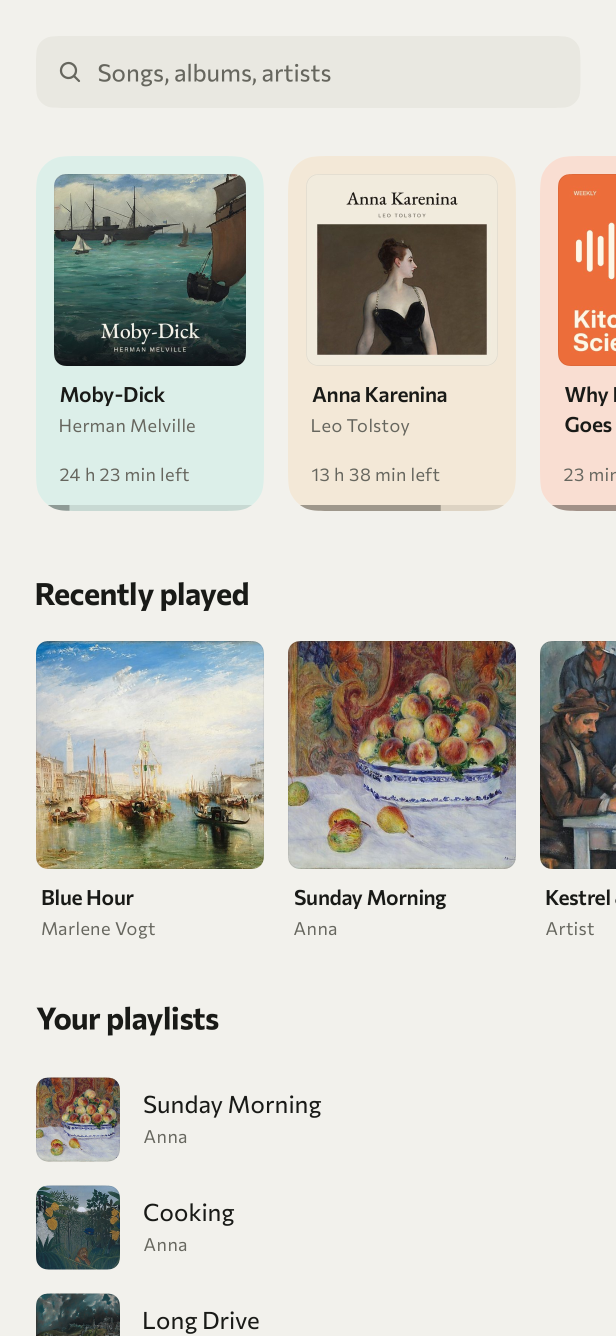 Songs, albums, artists
Moby-Dick
HERMAN MELVILLE
Moby-Dick
Herman Melville
24 h 23 min left
Anna Karenina
LEO TOLSTOY
Anna Karenina
Leo Tolstoy
13 h 38 min left
WEEKLY
Why
Goes
23
Recently played
Blue Hour
Marlene Vogt
Sunday Morning
Anna
Kestrel
Artist
Your playlists
Sunday Morning
Anna
Cooking
Anna
Long Drive